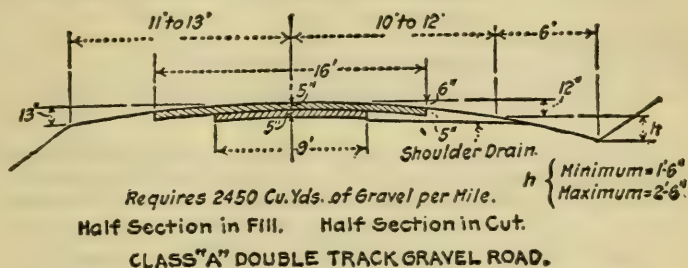 11' to 13'
10' to 12'
6'
16'
5"
6"
12"
13"
5"
5"
h
9'
Shoulder Drain.
h { Minimum=1'-6"
Maximum=2'-6"
Requires 2450 Cu.Yds. of Gravel per Mile.
Half Section in Fill. Half Section in Cut.
CLASS "A" DOUBLE TRACK GRAVEL ROAD.